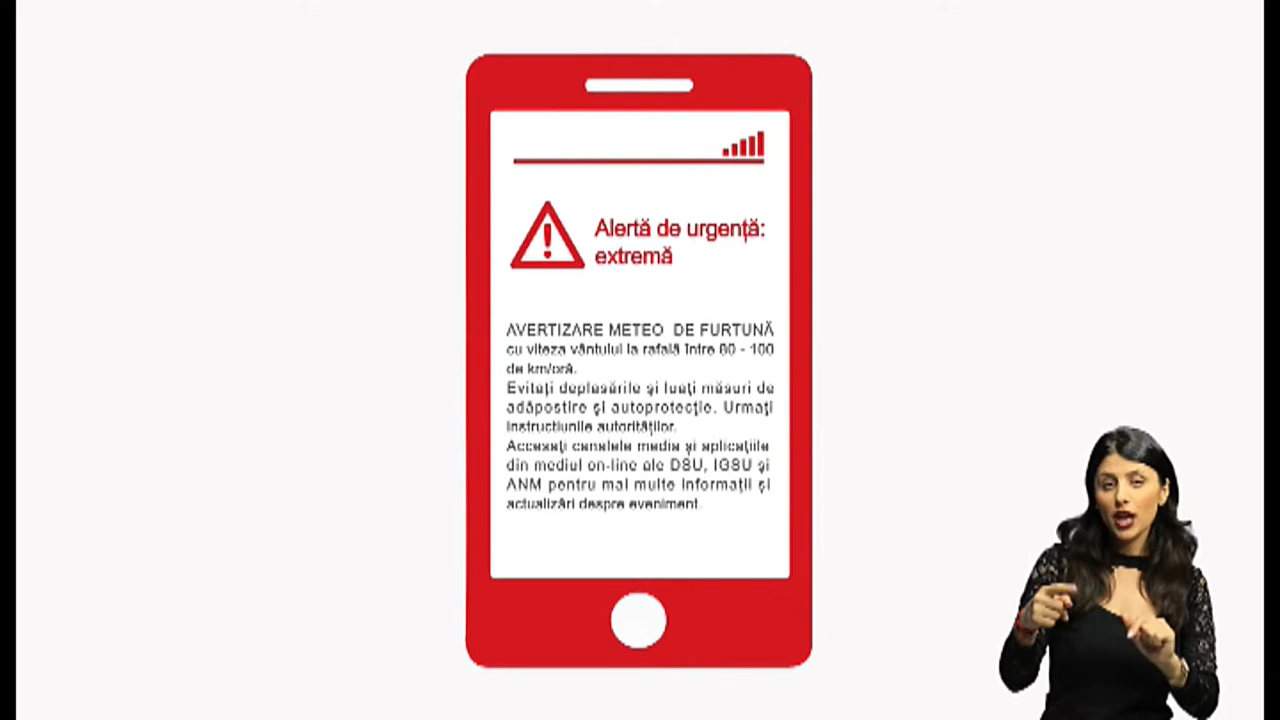 Alertă de urgență:
extremă
AVERTIZARE METEO DE FURTUNĂ
cu viteza vântului la rafală între 80 - 100
de km/oră.
Evitați deplasările și luați măsuri de
adăpostire și autoprotecție. Urmați
instrucțiunile autorităților.
Accesați canalele media și aplicațiile
din mediul on-line ale DSU, IGSU și
ANM pentru mai multe informații și
actualizări despre eveniment.